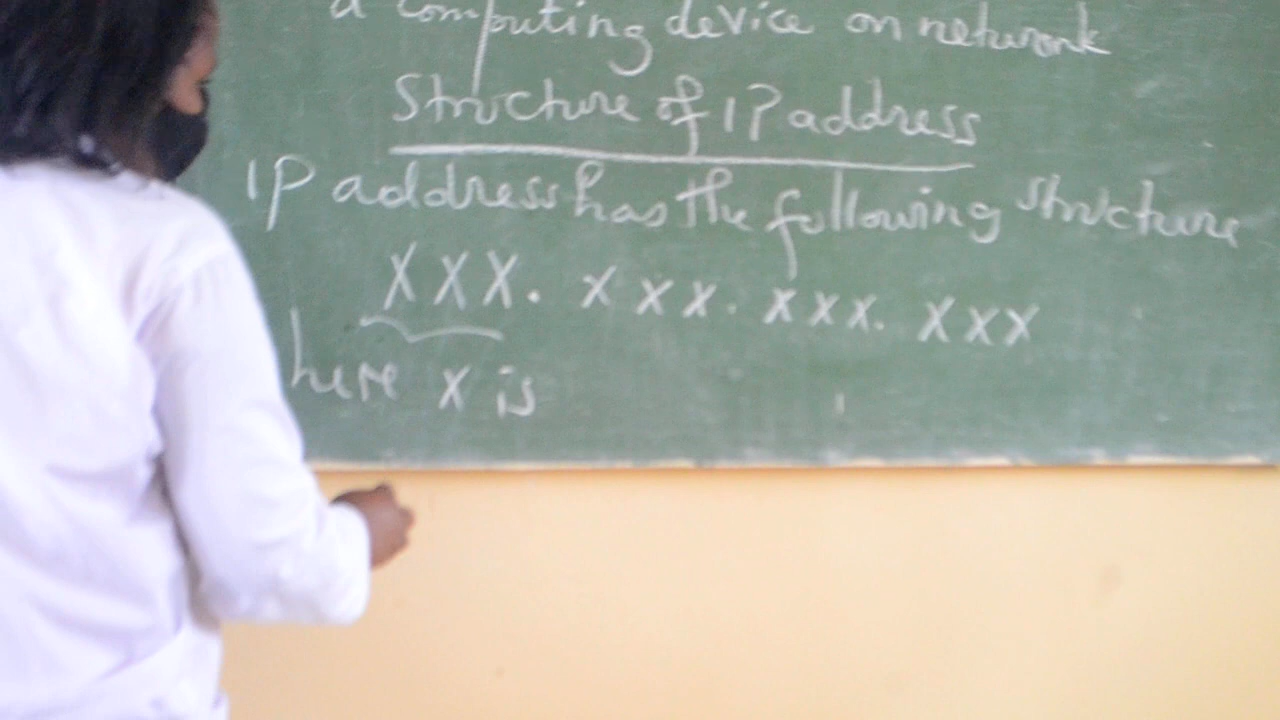 a computing device on network
Structure of IP address
IP address has the following structure
XXX. XXX. XXX. XXX
here X is